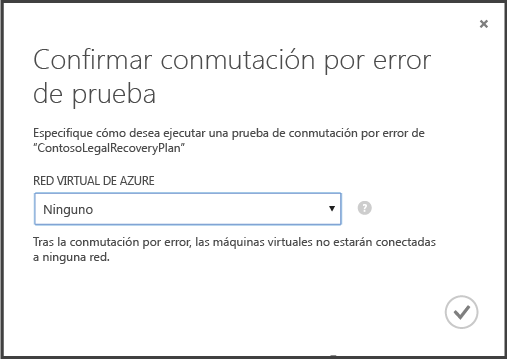 Confirmar conmutación por error
de prueba
Especifique cómo desea ejecutar una prueba de conmutación por error de
"ContosoLegalRecoveryPlan"
RED VIRTUAL DE AZURE
Ninguno
?
Tras la conmutación por error, las máquinas virtuales no estarán conectadas
a ninguna red.